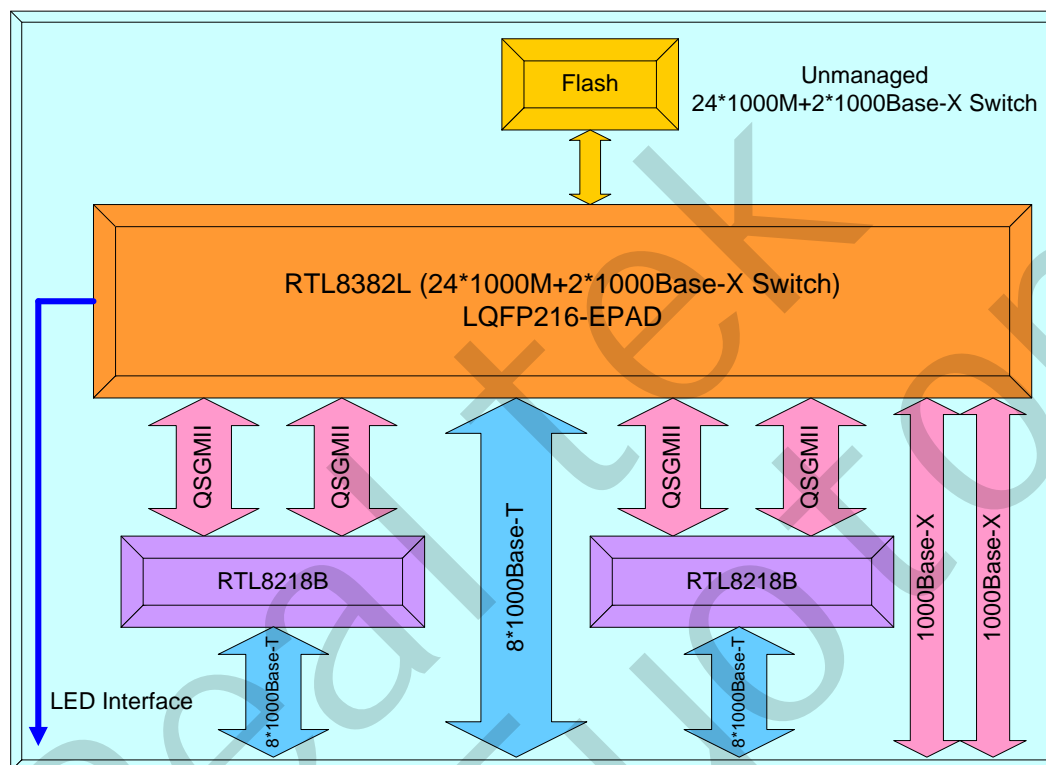 Flash
Unmanaged
24*1000M+2*1000Base-X Switch
RTL8382L (24*1000M+2*1000Base-X Switch)
LQFP216-EPAD
QSGMII
QSGMII
8*1000Base-T
QSGMII
QSGMII
1000Base-X
1000Base-X
RTL8218B
RTL8218B
8*1000Base-T
8*1000Base-T
LED Interface